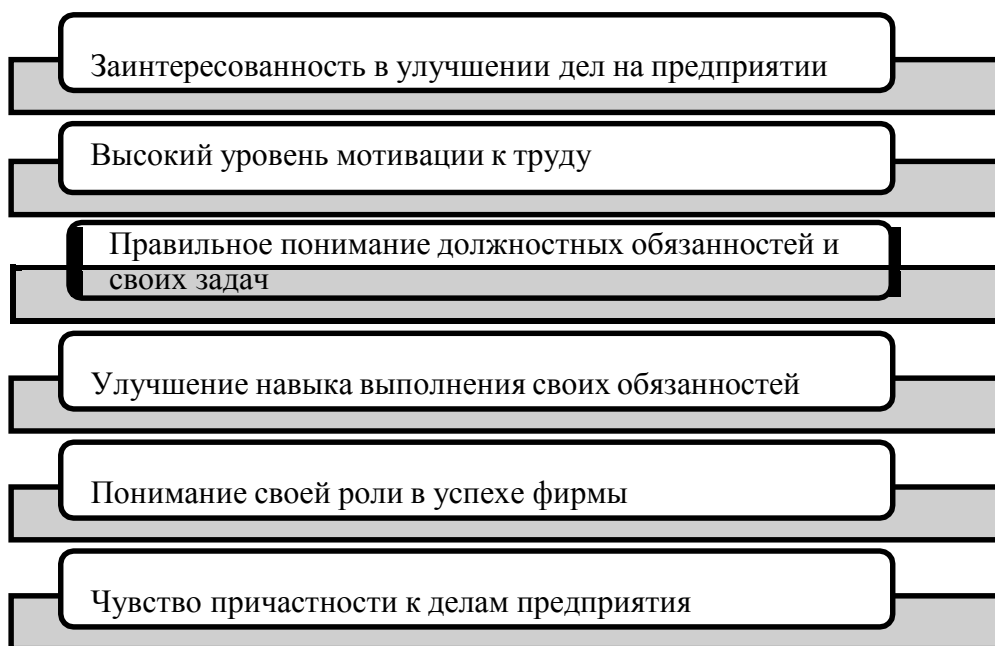 Заинтересованность в улучшении дел на предприятии
Высокий уровень мотивации к труду
Правильное понимание должностных обязанностей и
своих задач
Улучшение навыка выполнения своих обязанностей
Понимание своей роли в успехе фирмы
Чувство причастности к делам предприятия